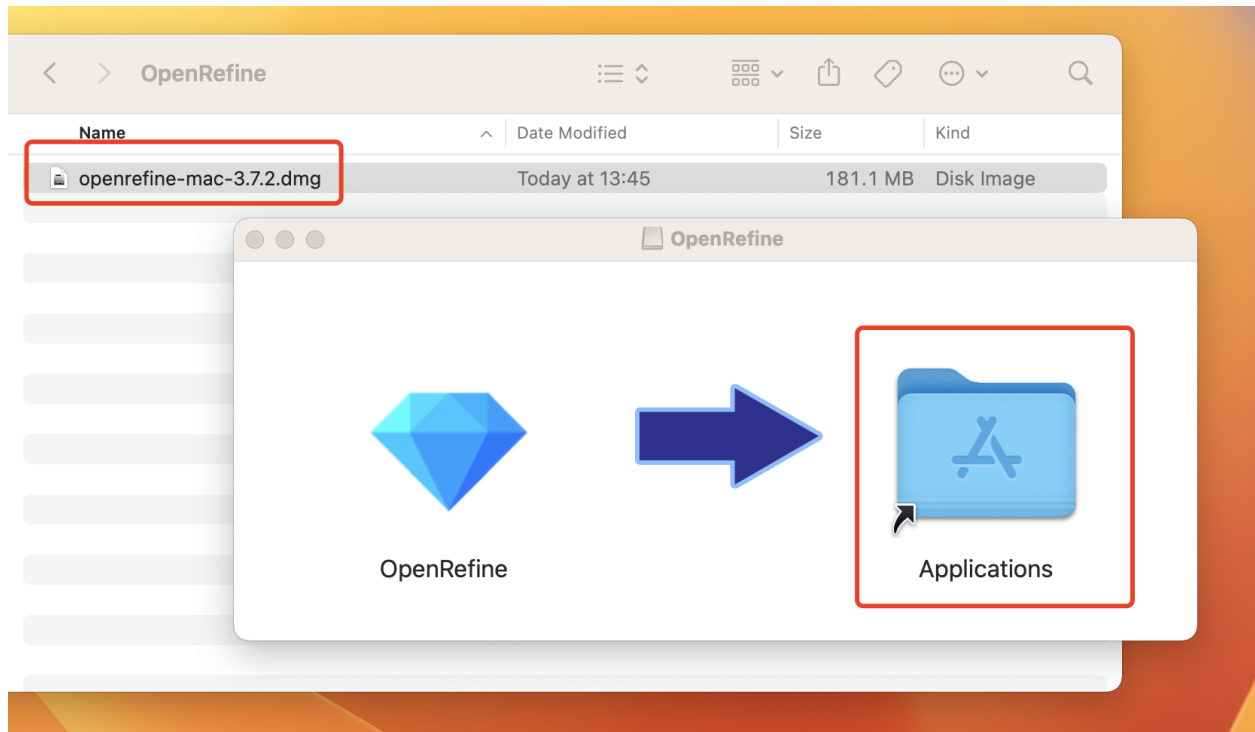 OpenRefine
Name Date Modified Size Kind
openrefine-mac-3.7.2.dmg Today at 13:45 181.1 MB Disk Image
OpenRefine
OpenRefine
Applications